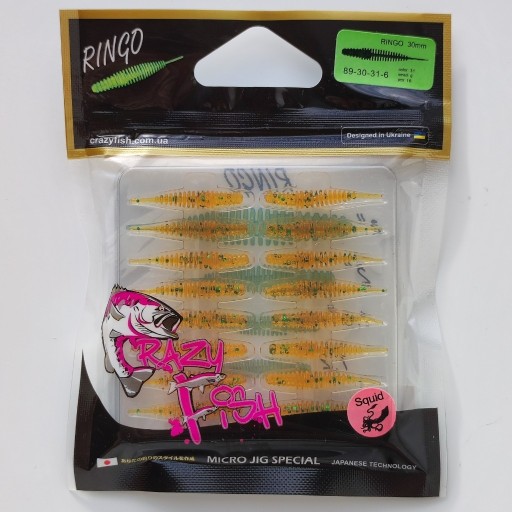 RINGO
RINGO 30mm
89-30-31-6
crazyfish.com.ua
Designed in Ukraine
RINGO
CRAZY
FISH
Squid
MICRO JIG SPECIAL
JAPANESE TECHNOLOGY